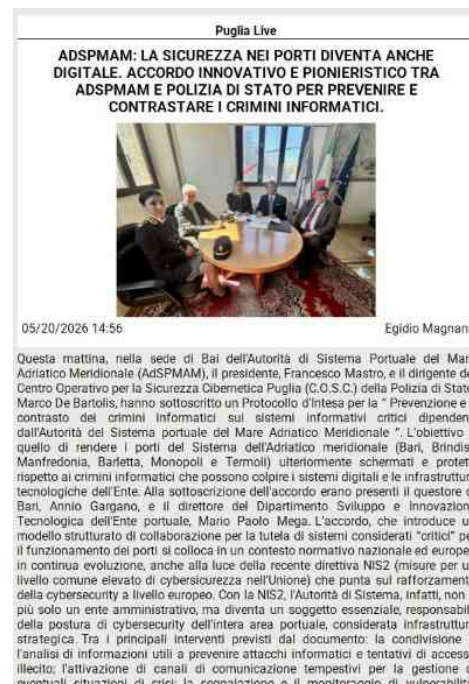 Puglia Live
ADSPMAM: LA SICUREZZA NEI PORTI DIVENTA ANCHE
DIGITALE. ACCORDO INNOVATIVO E PIONIERISTICO TRA
ADSPMAM E POLIZIA DI STATO PER PREVENIRE E
CONTRASTARE I CRIMINI INFORMATICI.
05/20/2026 14:56
Egidio Magnan
Questa mattina, nella sede di Bai dell'Autorità di Sistema Portuale del Mar
Adriatico Meridionale (AdSPMAM), il presidente, Francesco Mastro, e il dirigente de
Centro Operativo per la Sicurezza Cibernetica Puglia (C.O.S.C.) della Polizia di State
Marco De Bartolis, hanno sottoscritto un Protocollo d'Intesa per la " Prevenzione e
contrasto dei crimini informatici sui sistemi informativi critici dipenden
dall'Autorità del Sistema portuale del Mare Adriatico Meridionale ". L'obiettivo
quello di rendere i porti del Sistema dell'Adriatico meridionale (Bari, Brindis
Manfredonia, Barletta, Monopoli e Termoli) ulteriormente schermati e protet
rispetto ai crimini informatici che possono colpire i sistemi digitali e le infrastruttur
tecnologiche dell'Ente. Alla sottoscrizione dell'accordo erano presenti il questore d
Bari, Annio Gargano, e il direttore del Dipartimento Sviluppo e Innovazion
Tecnologica dell'Ente portuale, Mario Paolo Mega. L'accordo, che introduce u
modello strutturato di collaborazione per la tutela di sistemi considerati "critici" pe
il funzionamento dei porti si colloca in un contesto normativo nazionale ed europe
in continua evoluzione, anche alla luce della recente direttiva NIS2 (misure per u
livello comune elevato di cybersicurezza nell'Unione) che punta sul rafforzament
della cybersecurity a livello europeo. Con la NIS2, l'Autorità di Sistema, infatti, non
più solo un ente amministrativo, ma diventa un soggetto essenziale, responsabil
della postura di cybersecurity dell'intera area portuale, considerata infrastruttur
strategica. Tra i principali interventi previsti dal documento: la condivisione
l'analisi di informazioni utili a prevenire attacchi informatici e tentativi di access
illecito; l'attivazione di canali di comunicazione tempestivi per la gestione d
eventuali situazioni di crisi; la segnalazione e il monitoraggio di vulnerabilit